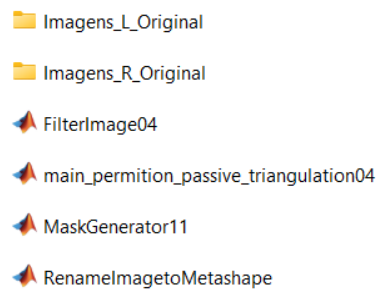 Imagens_L_Original
Imagens_R_Original
FilterImage04
main_permition_passive_triangulation04
MaskGenerator11
RenameImagetoMetashape